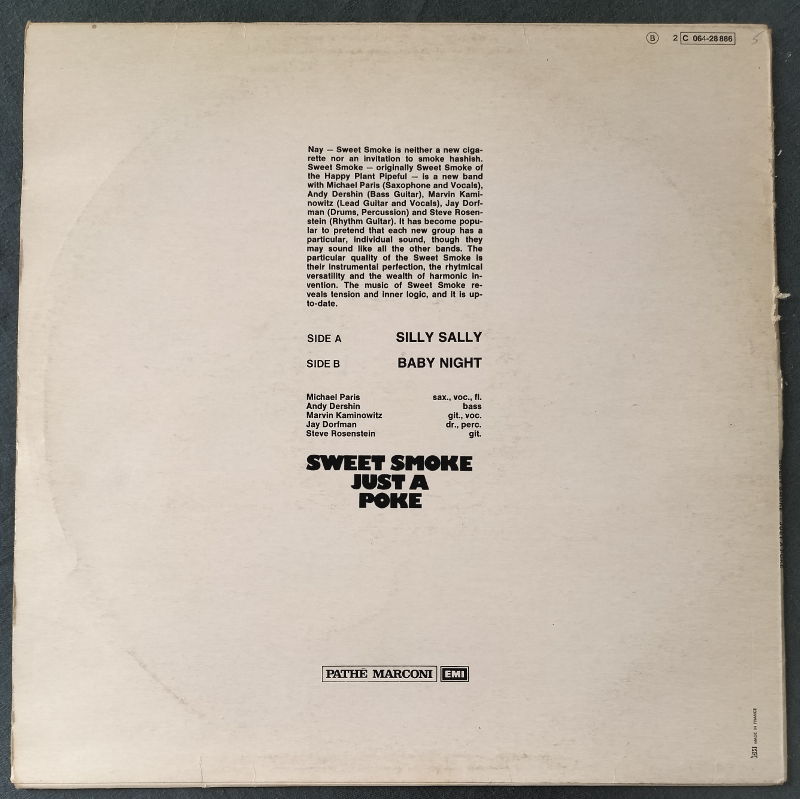 B 2 C 064-28886 5
Nay — Sweet Smoke is neither a new ciga-
rette nor an invitation to smoke hashish.
Sweet Smoke — originally Sweet Smoke of
the Happy Plant Pipeful — is a new band
with Michael Paris (Saxophone and Vocals),
Andy Dershin (Bass Guitar), Marvin Kami-
nowitz (Lead Guitar and Vocals), Jay Dorf-
man (Drums, Percussion) and Steve Rosen-
stein (Rhythm Guitar). It has become popu-
lar to pretend that each new group has a
particular, individual sound, though they
may sound like all the other bands. The
particular quality of the Sweet Smoke is
their instrumental perfection, the rhytmical
versatility and the wealth of harmonic in-
vention. The music of Sweet Smoke re-
veals tension and inner logic, and it is up-
to-date.
SIDE A SILLY SALLY
SIDE B BABY NIGHT
Michael Paris sax., voc., fl.
Andy Dershin bass
Marvin Kaminowitz git., voc.
Jay Dorfman dr., perc.
Steve Rosenstein git.
SWEET SMOKE
JUST A
POKE
PATHÉ MARCONI EMI
MADE IN FRANCE